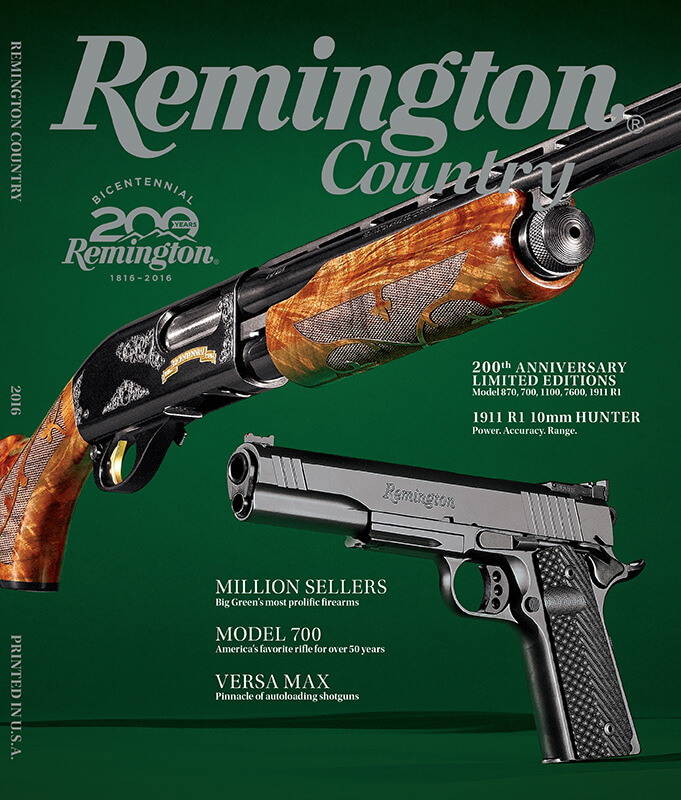 REMINGTON COUNTRY
2016
PRINTED IN U.S.A.
Remington®
Country
BICENTENNIAL
200 YEARS
Remington®
1816–2016
200th ANNIVERSARY
LIMITED EDITIONS
Model 870, 700, 1100, 7600, 1911 R1
1911 R1 10mm HUNTER
Power. Accuracy. Range.
Remington
MILLION SELLERS
Big Green's most prolific firearms
MODEL 700
America's favorite rifle for over 50 years
VERSA MAX
Pinnacle of autoloading shotguns